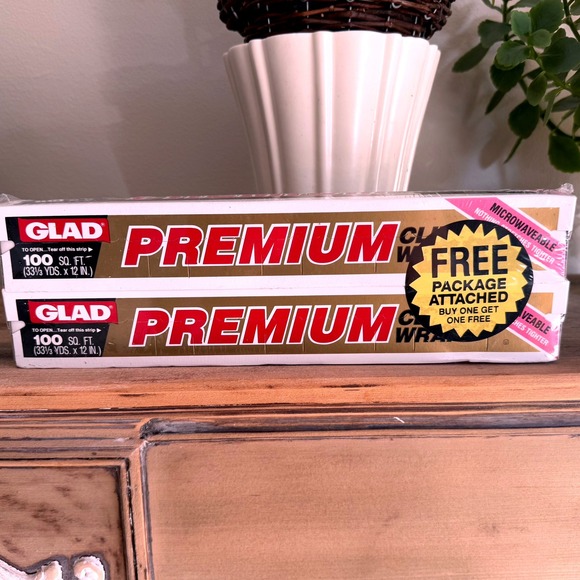 GLAD
TO OPEN...Tear off this strip
100 SQ. FT.
(33⅓ YDS. x 12 IN.)
PREMIUM
MICROWAVEABLE
TIGHTER
FREE
PACKAGE
ATTACHED
BUY ONE GET
ONE FREE
GLAD
TO OPEN...Tear off this strip
100 SQ. FT.
(33⅓ YDS. x 12 IN.)
PREMIUM
TIGHTER